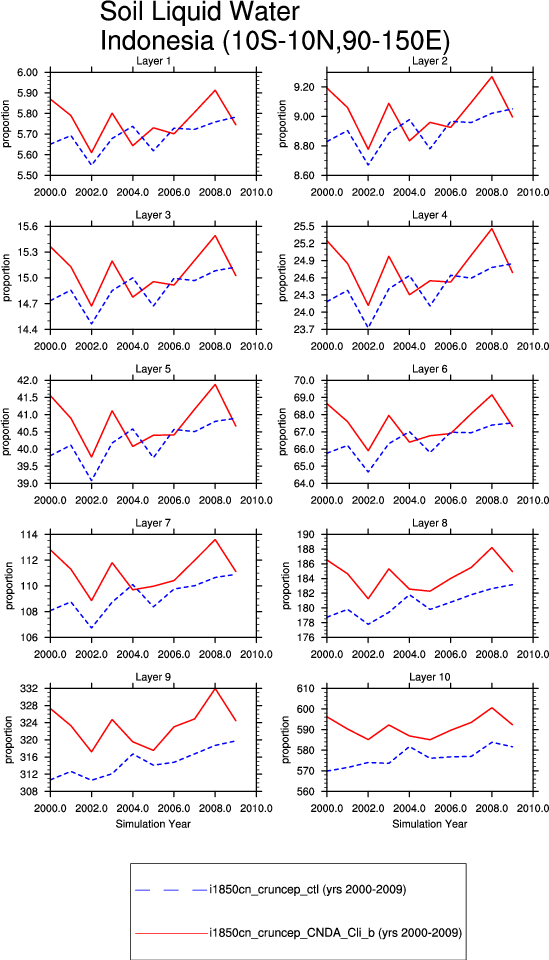 Soil Liquid Water
Indonesia (10S-10N,90-150E)
Layer 1
proportion
6.00
5.80
5.70
5.60
5.50
2000.0 2002.0 2004.0 2006.0 2008.0 2010.0
Layer 2
proportion
9.20
9.00
8.80
8.60
2000.0 2002.0 2004.0 2006.0 2008.0 2010.0
Layer 3
proportion
15.6
15.3
15.0
14.7
14.4
2000.0 2002.0 2004.0 2006.0 2008.0 2010.0
Layer 4
proportion
25.5
25.2
24.9
24.6
24.3
24.0
23.7
2000.0 2002.0 2004.0 2006.0 2008.0 2010.0
Layer 5
proportion
42.0
41.5
41.0
40.5
40.0
39.5
39.0
2000.0 2002.0 2004.0 2006.0 2008.0 2010.0
Layer 6
proportion
70.0
69.0
68.0
67.0
66.0
65.0
64.0
2000.0 2002.0 2004.0 2006.0 2008.0 2010.0
Layer 7
proportion
114
112
110
108
106
2000.0 2002.0 2004.0 2006.0 2008.0 2010.0
Layer 8
proportion
190
188
186
184
182
180
178
176
2000.0 2002.0 2004.0 2006.0 2008.0 2010.0
Layer 9
proportion
332
328
324
320
316
312
308
2000.0 2002.0 2004.0 2006.0 2008.0 2010.0
Simulation Year
Layer 10
proportion
610
600
590
580
570
560
2000.0 2002.0 2004.0 2006.0 2008.0 2010.0
Simulation Year
i1850cn_cruncep_ctl (yrs 2000-2009)
i1850cn_cruncep_CNDA_Cli_b (yrs 2000-2009)